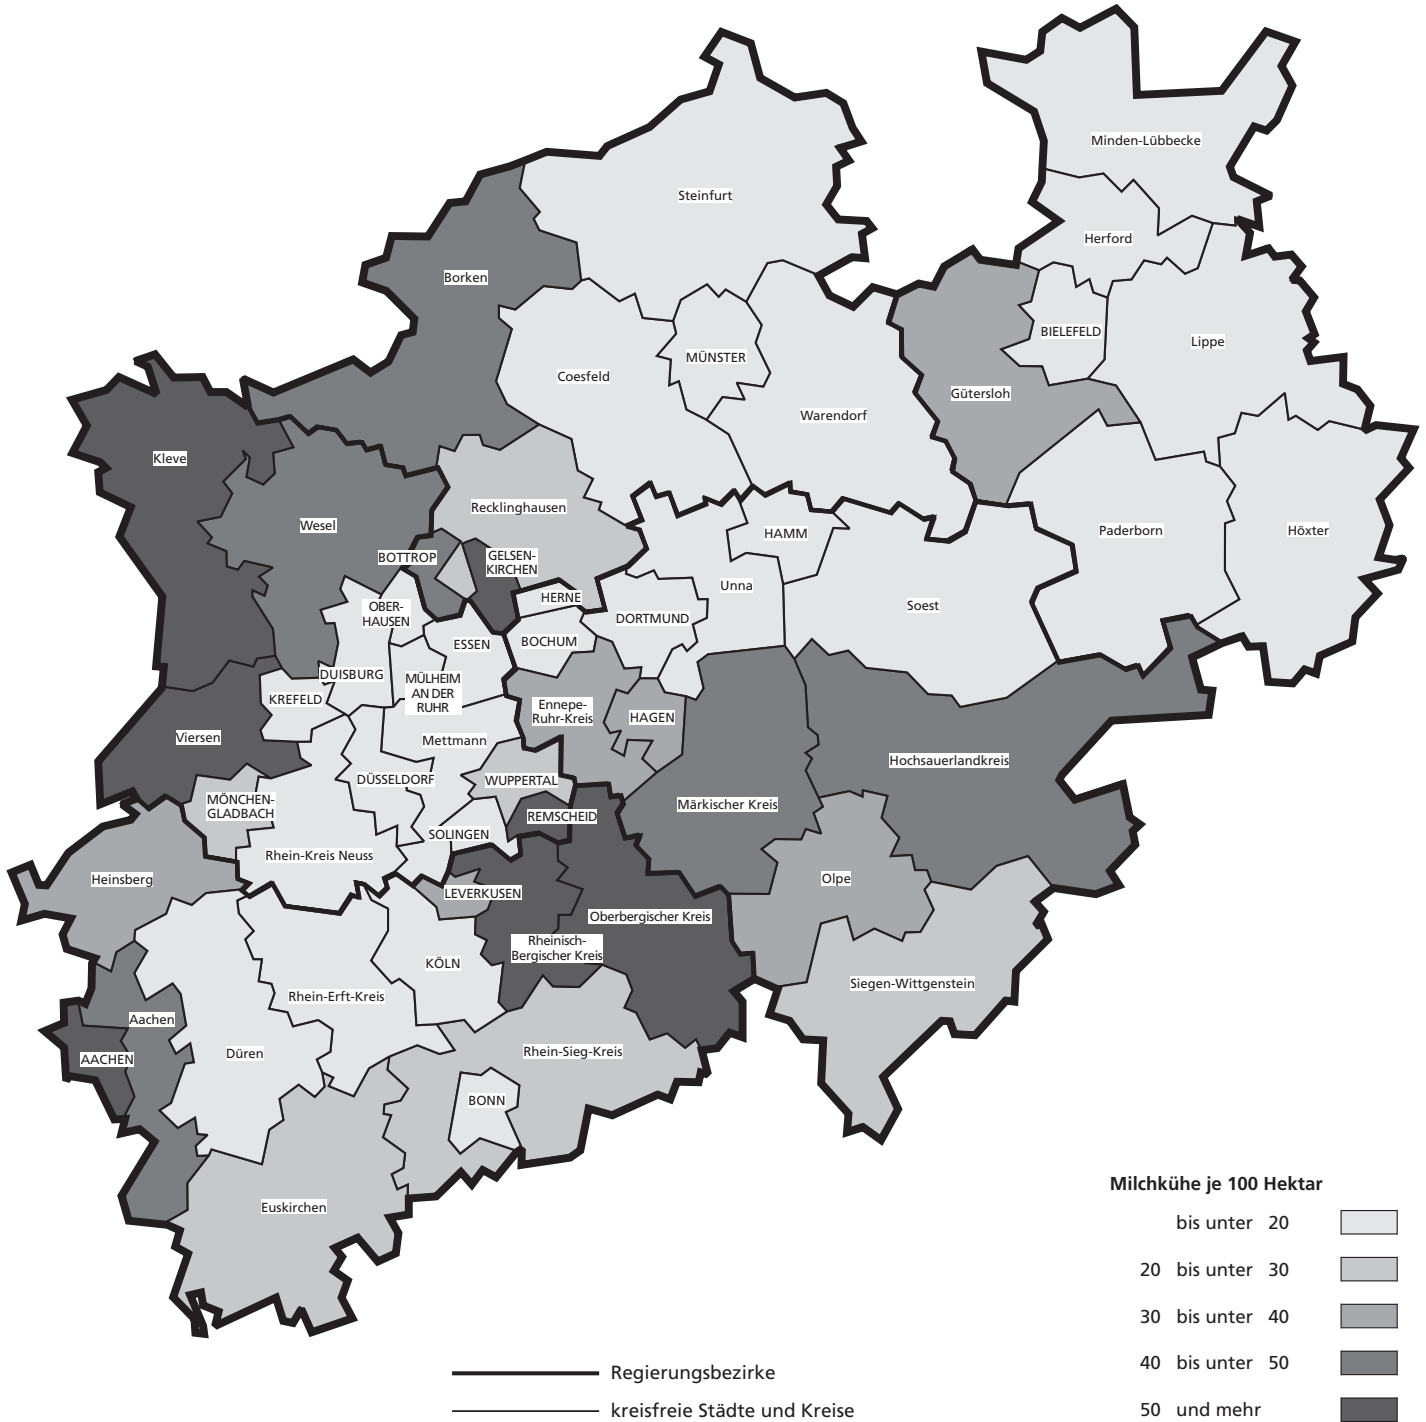 Minden-Lübbecke
Steinfurt
Herford
Borken
BIELEFELD
Lippe
MÜNSTER
Coesfeld
Gütersloh
Warendorf
Kleve
Recklinghausen
Wesel
HAMM
Paderborn
Höxter
BOTTROP
GELSEN-
KIRCHEN
Unna
HERNE
Soest
OBER-
HAUSEN
DORTMUND
ESSEN
BOCHUM
DUISBURG
MÜLHEIM
AN DER
RUHR
KREFELD
Ennepe-
Ruhr-Kreis
HAGEN
Viersen
Mettmann
Hochsauerlandkreis
DÜSSELDORF
WUPPERTAL
MÖNCHEN-
GLADBACH
Märkischer Kreis
REMSCHEID
SOLINGEN
Rhein-Kreis Neuss
Heinsberg
Olpe
LEVERKUSEN
Oberbergischer Kreis
Rheinisch-
Bergischer Kreis
KÖLN
Siegen-Wittgenstein
Rhein-Erft-Kreis
Aachen
Düren
Rhein-Sieg-Kreis
AACHEN
BONN
Euskirchen
Milchkühe je 100 Hektar
bis unter 20
20 bis unter 30
30 bis unter 40
40 bis unter 50
50 und mehr
Regierungsbezirke
kreisfreie Städte und Kreise